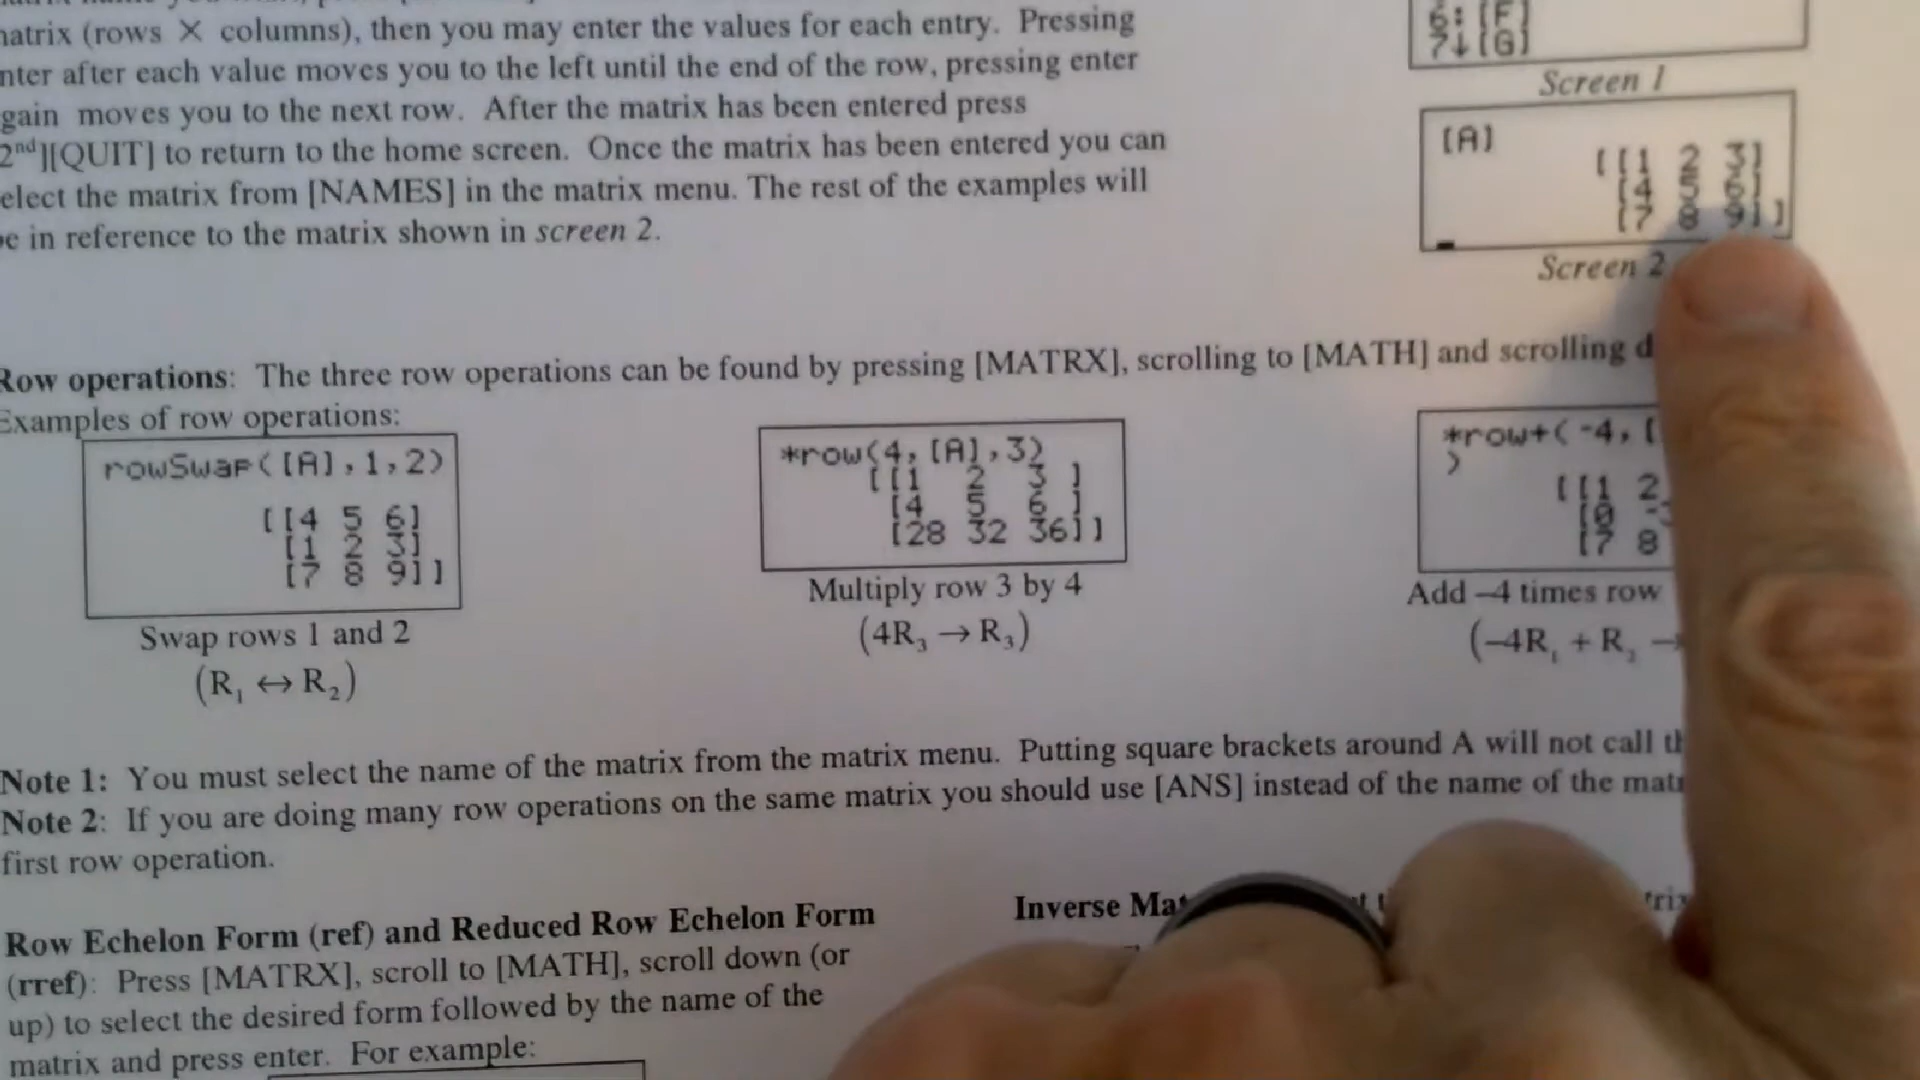 matrix (rows X columns), then you may enter the values for each entry. Pressing
nter after each value moves you to the left until the end of the row, pressing enter
gain moves you to the next row. After the matrix has been entered press
2nd][QUIT] to return to the home screen. Once the matrix has been entered you can
elect the matrix from [NAMES] in the matrix menu. The rest of the examples will
e in reference to the matrix shown in screen 2.
6: [F]
7↓[G]
Screen 1
[A]
[[1 2 3]
[4 5 6]
[7 8 9]]
Screen 2
Row operations: The three row operations can be found by pressing [MATRX], scrolling to [MATH] and scrolling d
Examples of row operations:
rowSwap([A],1,2)
[[4 5 6]
[1 2 3]
[7 8 9]]
Swap rows 1 and 2
(R₁ ↔ R₂)
*row(4,[A],3)
[[1 2 3 ]
[4 5 6 ]
[28 32 36]]
Multiply row 3 by 4
(4R₃ → R₃)
*row+(-4,[
)
[[1 2
[0 -3
[7 8
Add –4 times row
(–4R₁ + R₂ →
Note 1: You must select the name of the matrix from the matrix menu. Putting square brackets around A will not call th
Note 2: If you are doing many row operations on the same matrix you should use [ANS] instead of the name of the matr
first row operation.
Row Echelon Form (ref) and Reduced Row Echelon Form
(rref): Press [MATRX], scroll to [MATH], scroll down (or
up) to select the desired form followed by the name of the
matrix and press enter. For example:
Inverse Mat